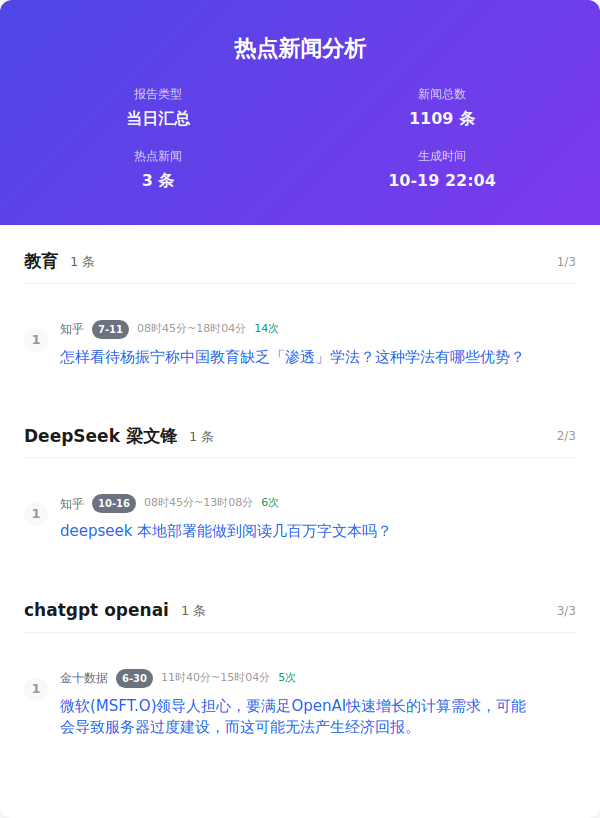 热点新闻分析
报告类型
新闻总数
当日汇总
1109 条
热点新闻
生成时间
3 条
10-19 22:04
教育 1 条 1/3
1 知乎 7-11 08时45分~18时04分 14次
怎样看待杨振宁称中国教育缺乏「渗透」学法？这种学法有哪些优势？
DeepSeek 梁文锋 1 条 2/3
1 知乎 10-16 08时45分~13时08分 6次
deepseek 本地部署能做到阅读几百万字文本吗？
chatgpt openai 1 条 3/3
1 金十数据 6-30 11时40分~15时04分 5次
微软(MSFT.O)领导人担心，要满足OpenAI快速增长的计算需求，可能
会导致服务器过度建设，而这可能无法产生经济回报。